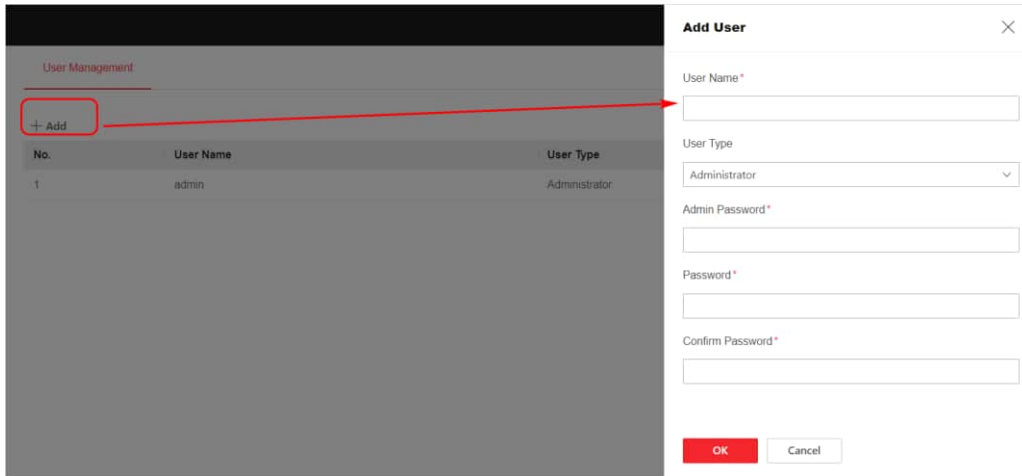 User Management
+ Add
No. User Name User Type
1 admin Administrator
Add User
User Name*
User Type
Administrator
Admin Password*
Password*
Confirm Password*
OK Cancel